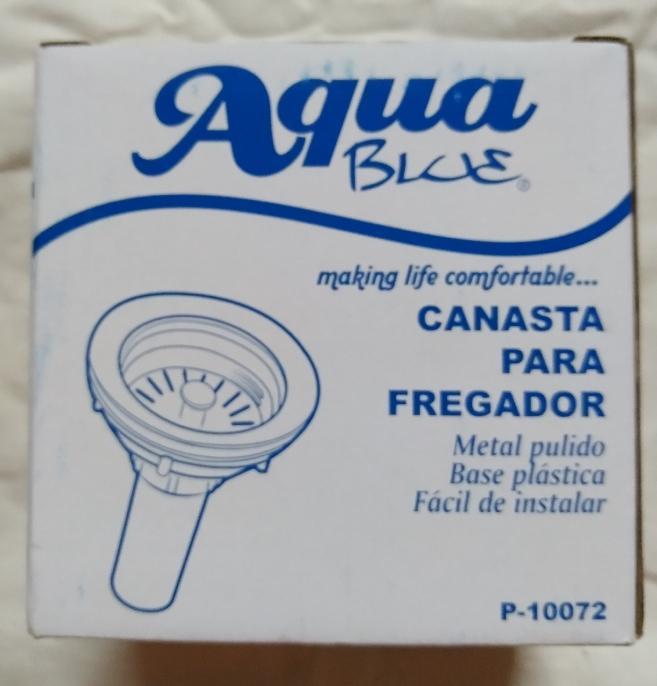 Aqua
BLUE®
making life comfortable...
CANASTA
PARA
FREGADOR
Metal pulido
Base plástica
Fácil de instalar
P-10072